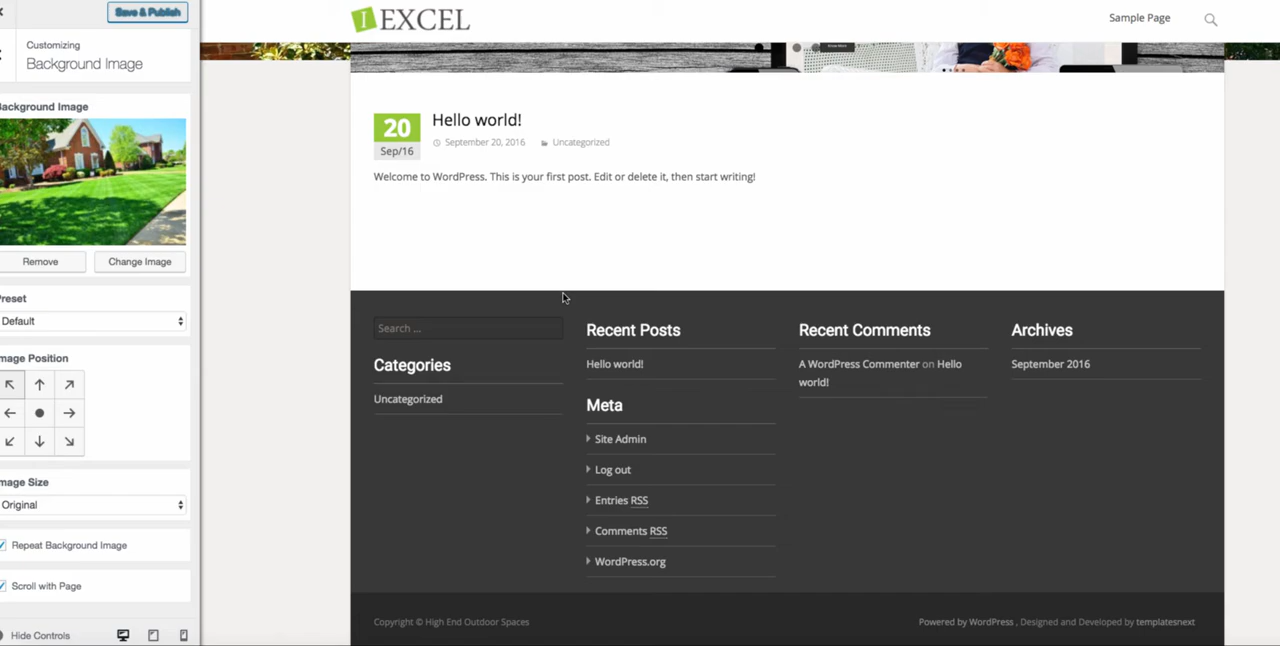 Save & Publish
Customizing
Background Image
Background Image
Remove
Change Image
Preset
Default
Image Position
Image Size
Original
Repeat Background Image
Scroll with Page
Hide Controls
I EXCEL
Sample Page
20
Sep/16
Hello world!
September 20, 2016
Uncategorized
Welcome to WordPress. This is your first post. Edit or delete it, then start writing!
Search ...
Categories
Uncategorized
Recent Posts
Hello world!
Meta
Site Admin
Log out
Entries RSS
Comments RSS
WordPress.org
Recent Comments
A WordPress Commenter on Hello
world!
Archives
September 2016
Copyright © High End Outdoor Spaces
Powered by WordPress , Designed and Developed by templatesnext